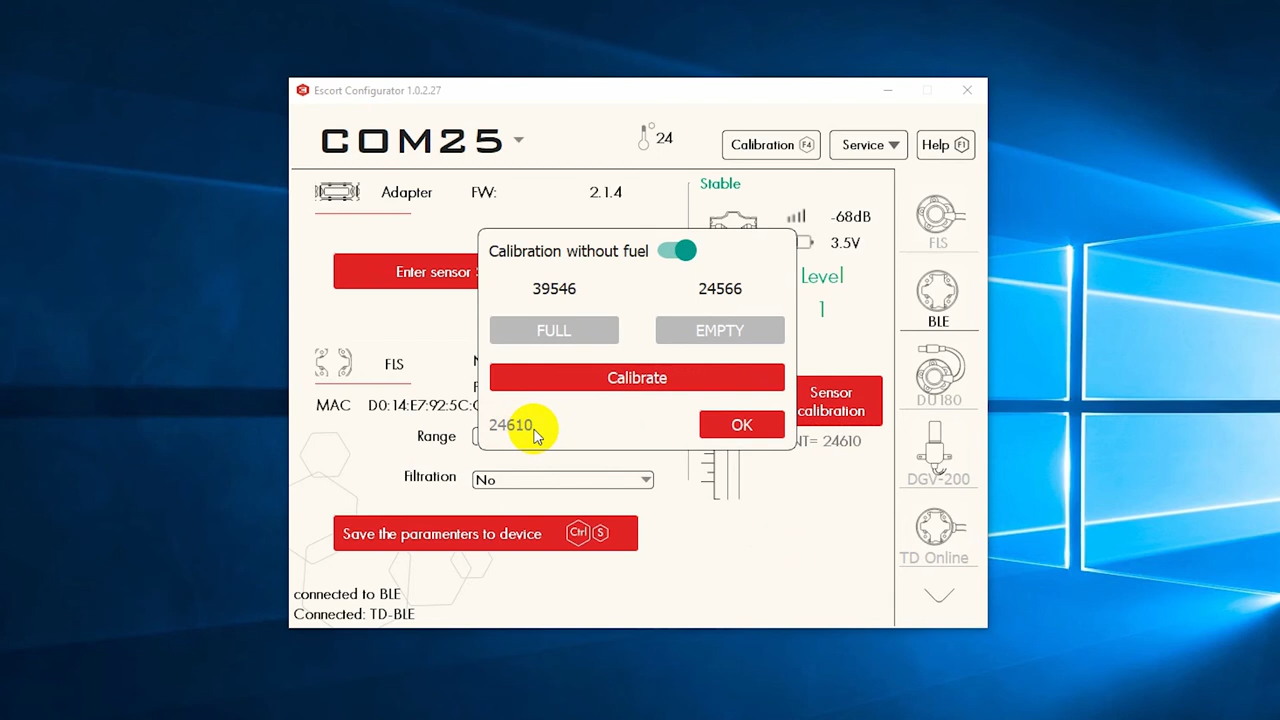 Escort Configurator 1.0.2.27
COM25
24
Calibration F4
Service
Help F1
Adapter FW: 2.1.4
Stable
-68dB
3.5V
Level
1
FLS
BLE
DU180
DGV-200
TD Online
Enter sensor
Calibration without fuel
39546 24566
FULL EMPTY
Calibrate
24610
OK
FLS
MAC D0:14:E7:92:5C:
Range
Filtration No
Sensor
calibration
NT= 24610
Save the paramenters to device Ctrl S
connected to BLE
Connected: TD-BLE